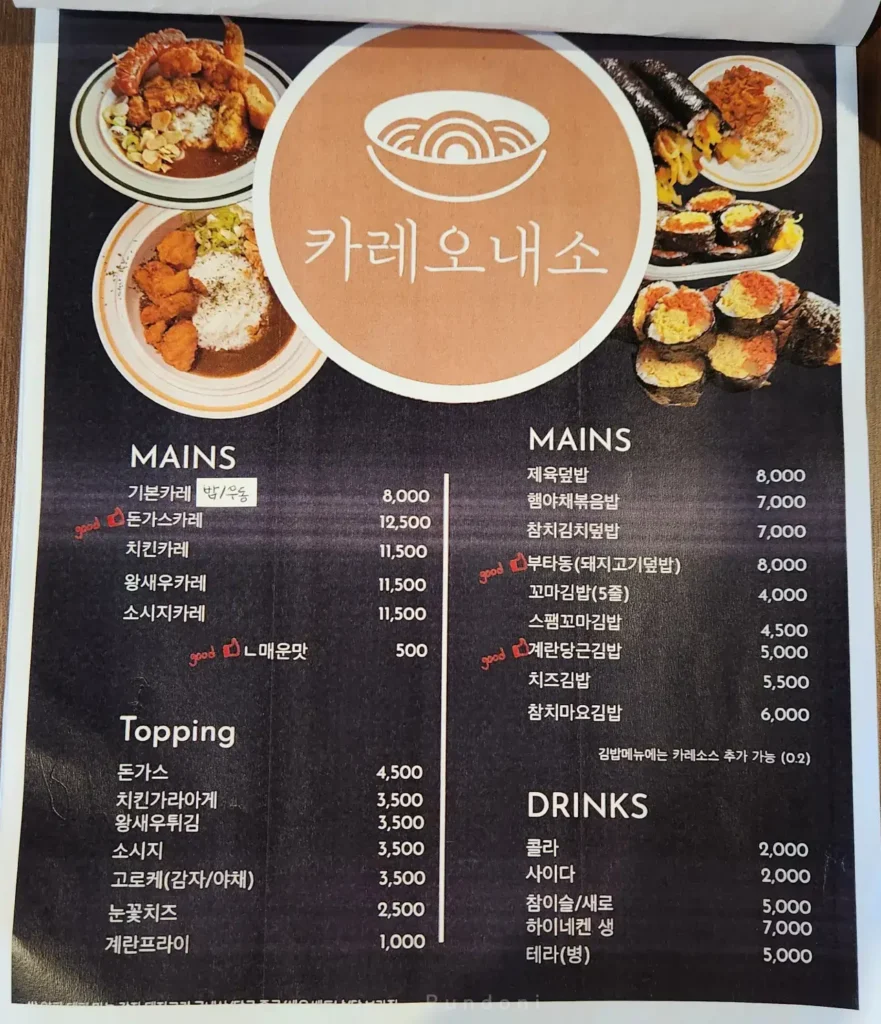 카레오내소
MAINS
기본카레 밥/우동 8,000
good 돈가스카레 12,500
치킨카레 11,500
왕새우카레 11,500
소시지카레 11,500
good ㄴ매운맛 500
Topping
돈가스 4,500
치킨가라아게 3,500
왕새우튀김 3,500
소시지 3,500
고로케(감자/야채) 3,500
눈꽃치즈 2,500
계란프라이 1,000
MAINS
제육덮밥 8,000
햄야채볶음밥 7,000
참치김치덮밥 7,000
good 부타동(돼지고기덮밥) 8,000
꼬마김밥(5줄) 4,000
스팸꼬마김밥 4,500
good 계란당근김밥 5,000
치즈김밥 5,500
참치마요김밥 6,000
김밥메뉴에는 카레소스 추가 가능 (0.2)
DRINKS
콜라 2,000
사이다 2,000
참이슬/새로 5,000
하이네켄 생 7,000
테라(병) 5,000
Rundoni